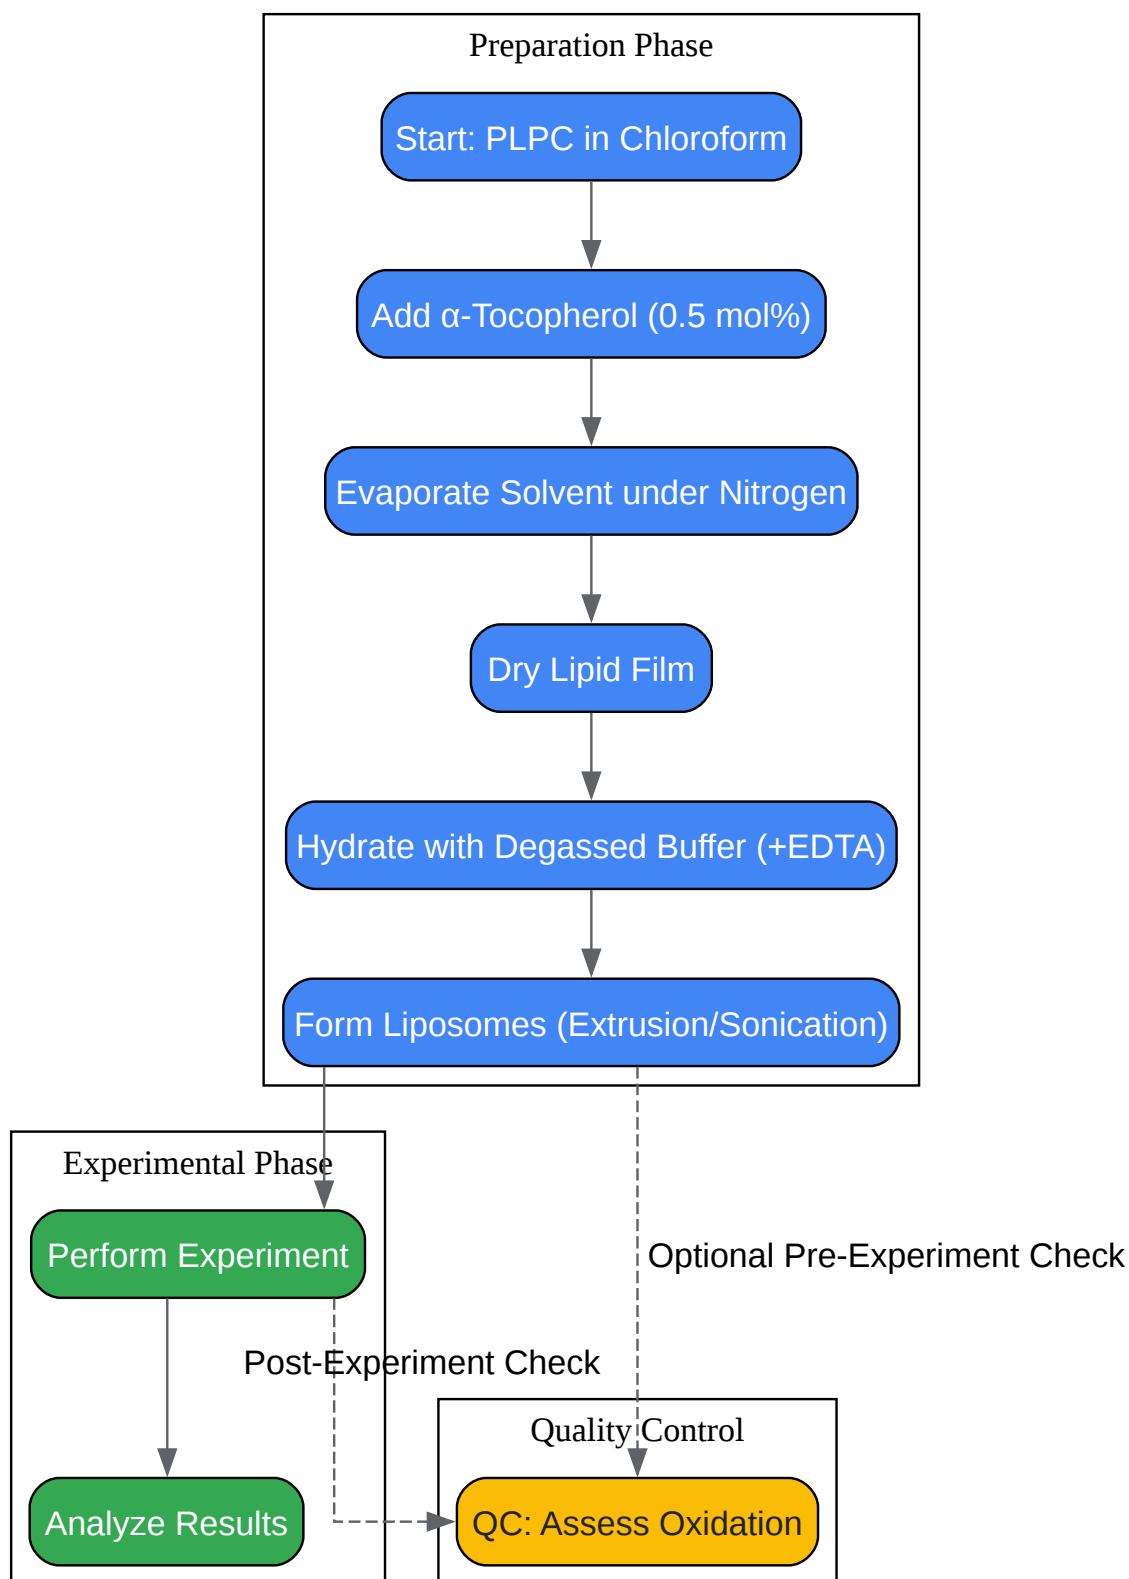 Preparation Phase
Start: PLPC in Chloroform
Add α-Tocopherol (0.5 mol%)
Evaporate Solvent under Nitrogen
Dry Lipid Film
Hydrate with Degassed Buffer (+EDTA)
Form Liposomes (Extrusion/Sonication)
Experimental Phase
Perform Experiment
Optional Pre-Experiment Check
Post-Experiment Check
Quality Control
Analyze Results
QC: Assess Oxidation